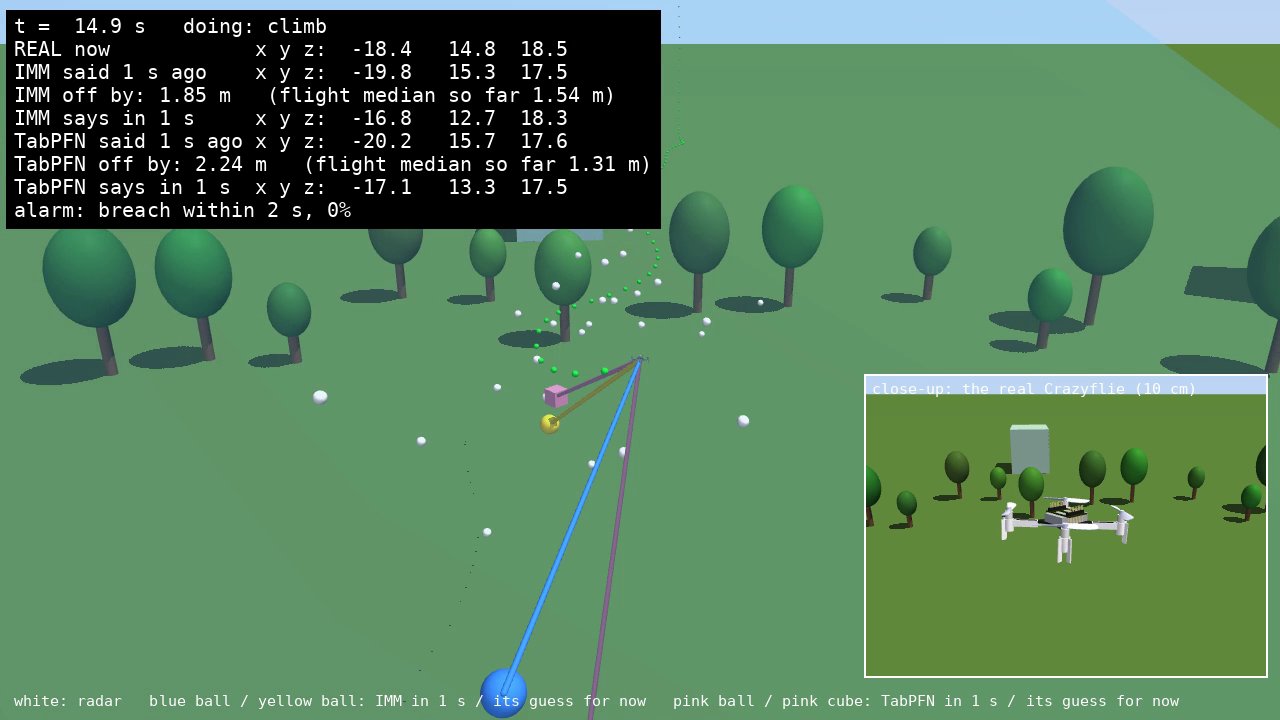 t =  14.9 s   doing: climb
REAL now            x y z:  -18.4   14.8  18.5
IMM said 1 s ago    x y z:  -19.8   15.3  17.5
IMM off by: 1.85 m   (flight median so far 1.54 m)
IMM says in 1 s     x y z:  -16.8   12.7  18.3
TabPFN said 1 s ago x y z:  -20.2   15.7  17.6
TabPFN off by: 2.24 m   (flight median so far 1.31 m)
TabPFN says in 1 s  x y z:  -17.1   13.3  17.5
alarm: breach within 2 s, 0%
close-up: the real Crazyflie (10 cm)
white: radar   blue ball / yellow ball: IMM in 1 s / its guess for now   pink ball / pink cube: TabPFN in 1 s / its guess for now